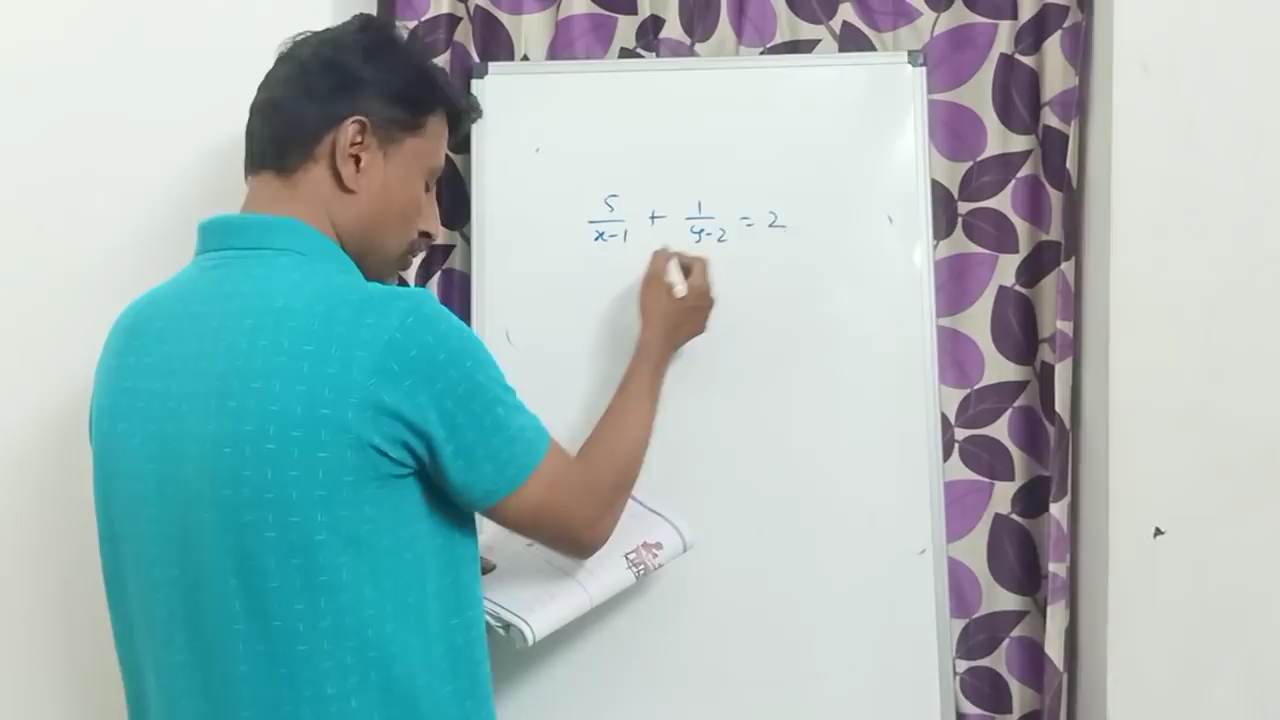 5/(x-1) + 1/(y-2) = 2